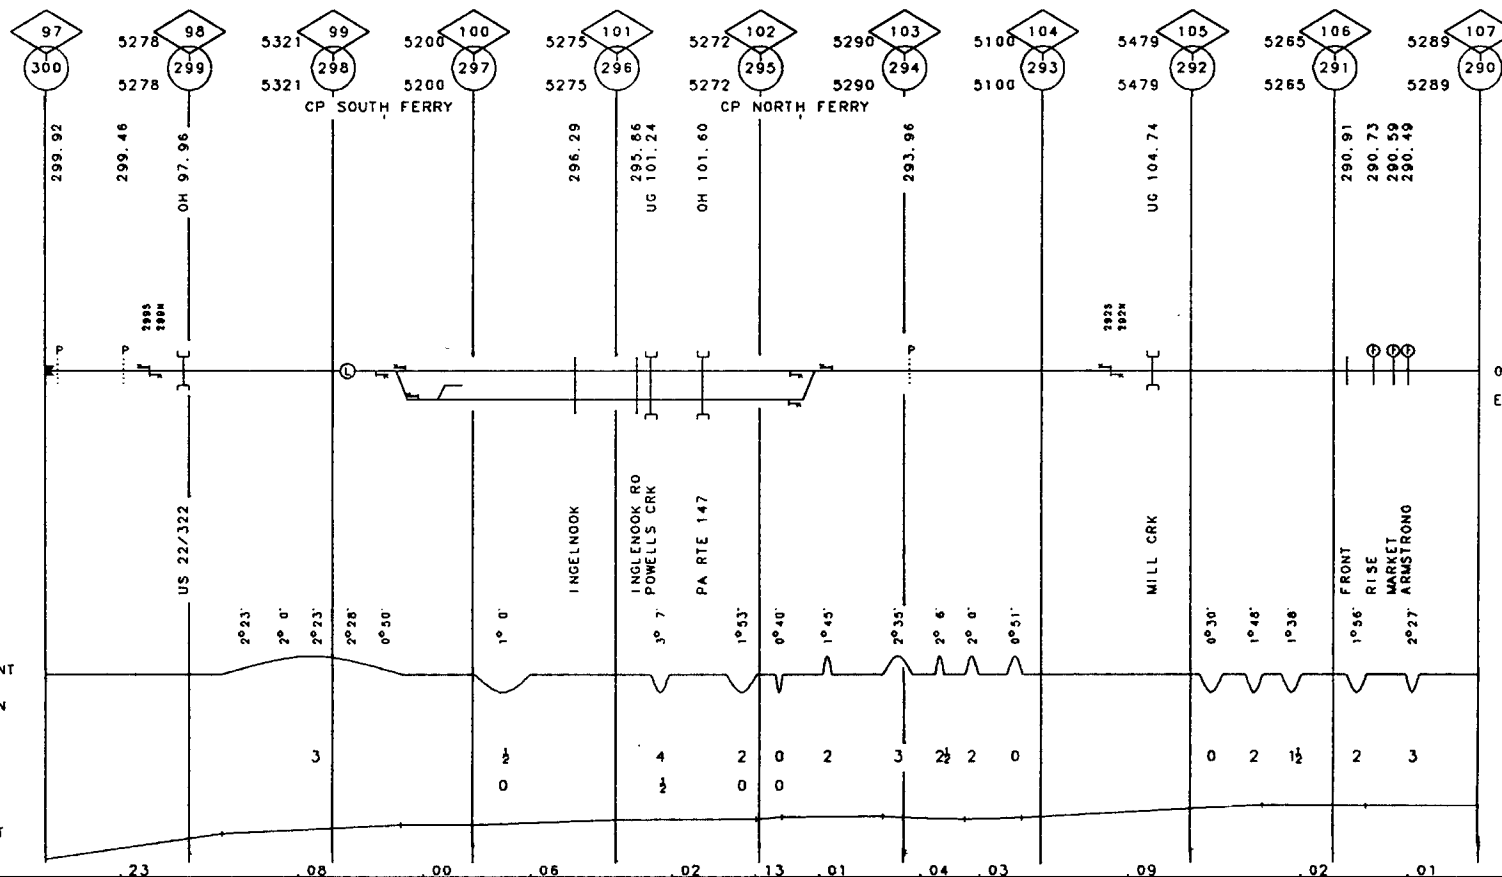 97 98 99 100 101 102 103 104 105 106 107
5278 5321 5200 5275 5272 5290 5100 5479 5265 5289
300 299 298 297 296 295 294 293 292 291 290
5278 5321 5200 5275 5272 5290 5100 5479 5265 5289
CP SOUTH FERRY CP NORTH FERRY
299.92
299.46
OH 97.96
296.29
295.86
UG 101.24
OH 101.60
293.96
UG 104.74
290.91
290.73
290.59
290.49
299S
299N
292S
292N
P P P
L F F F
E
US 22/322
INGELNOOK
INGLENOOK RD
POWELLS CRK
PA RTE 147
MILL CRK
FRONT
RISE
MARKET
ARMSTRONG
2°23' 2° 0' 2°23' 2°28' 0°50' 1° 0' 3° 7' 1°53' 0°40' 1°45' 2°35' 2° 6' 2° 0' 0°51' 0°30' 1°48' 1°38' 1°56' 2°27'
NT
N
3 ½ 4 2 0 2 3 2½ 2 0 0 2 1½ 2 3
0 ½ 0 0
T
.23 .08 .00 .06 .02 .13 .01 .04 .03 .09 .02 .01